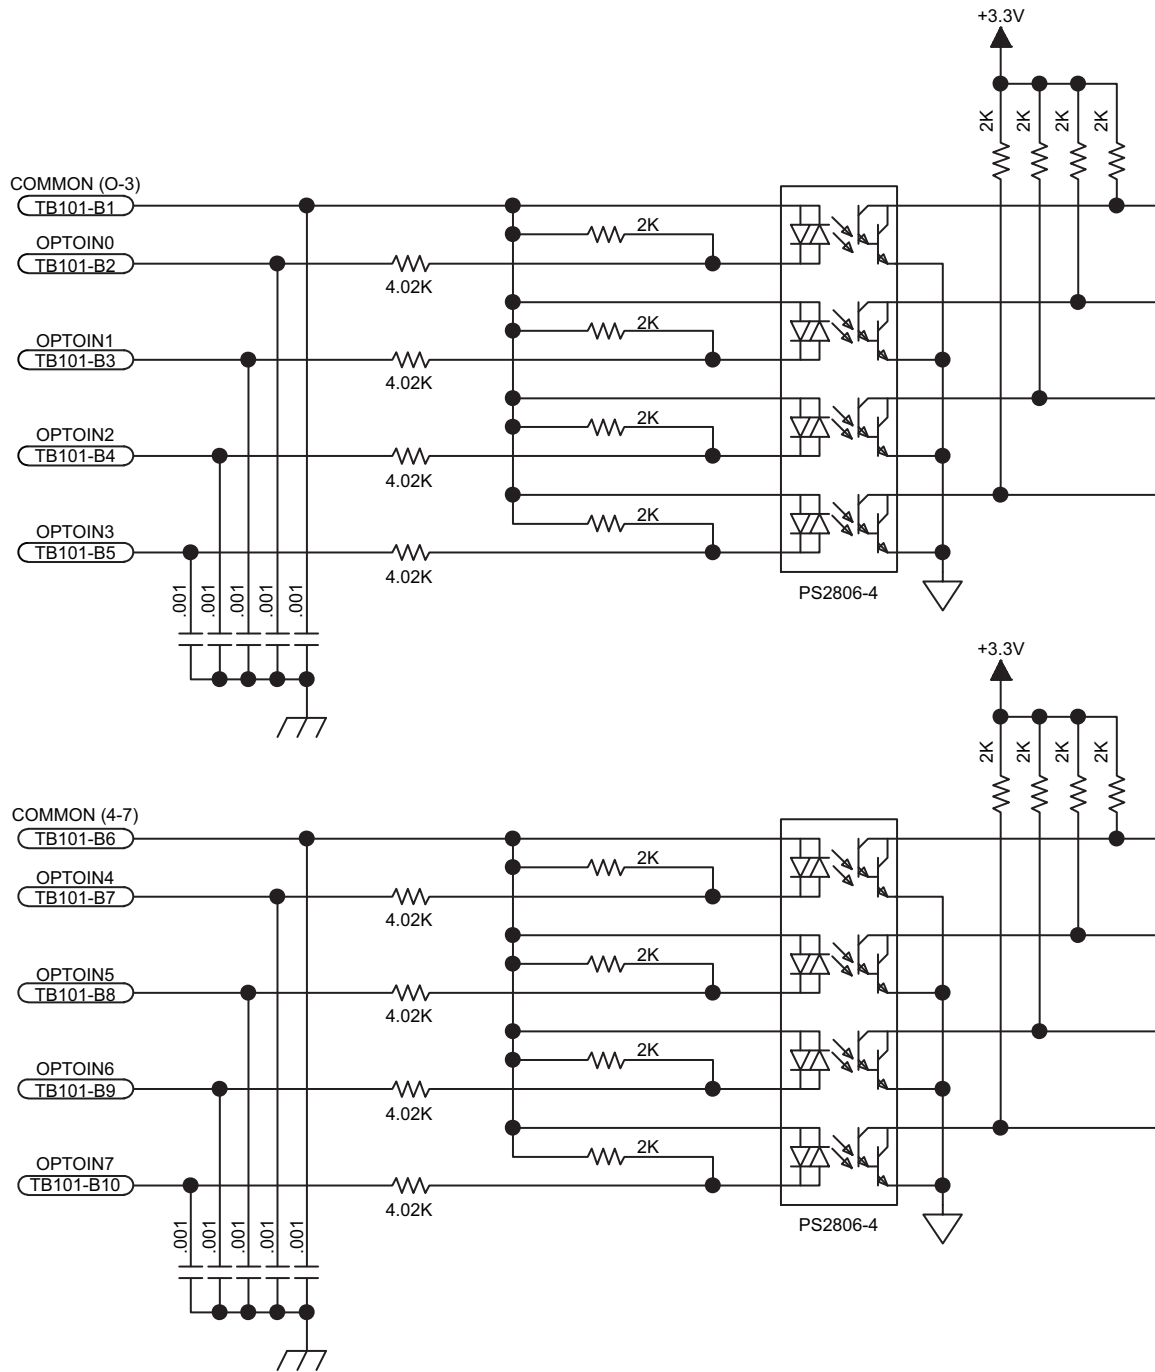 +3.3V
2K
2K
2K
2K
COMMON (O-3)
TB101-B1
2K
OPTOIN0
TB101-B2
4.02K
2K
OPTOIN1
TB101-B3
4.02K
2K
OPTOIN2
TB101-B4
4.02K
2K
OPTOIN3
TB101-B5
4.02K
.001
.001
.001
.001
.001
PS2806-4
+3.3V
2K
2K
2K
2K
COMMON (4-7)
TB101-B6
2K
OPTOIN4
TB101-B7
4.02K
2K
OPTOIN5
TB101-B8
4.02K
2K
OPTOIN6
TB101-B9
4.02K
2K
OPTOIN7
TB101-B10
4.02K
.001
.001
.001
.001
.001
PS2806-4